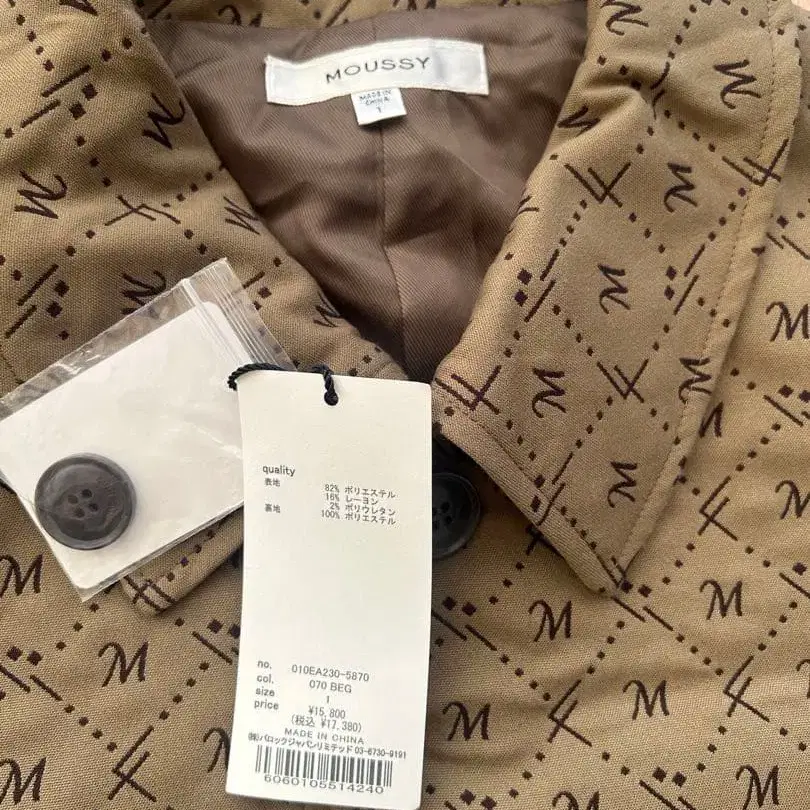 MOUSSY
MADE IN
CHINA
1
quality
表地 82% ポリエステル
16% レーヨン
2% ポリウレタン
裏地 100% ポリエステル
no. 010EA230-5870
col. 070 BEG
size 1
price ¥15,800
(税込 ¥17,380)
MADE IN CHINA
㈱バロックジャパンリミテッド 03-6730-9191
6060105514240